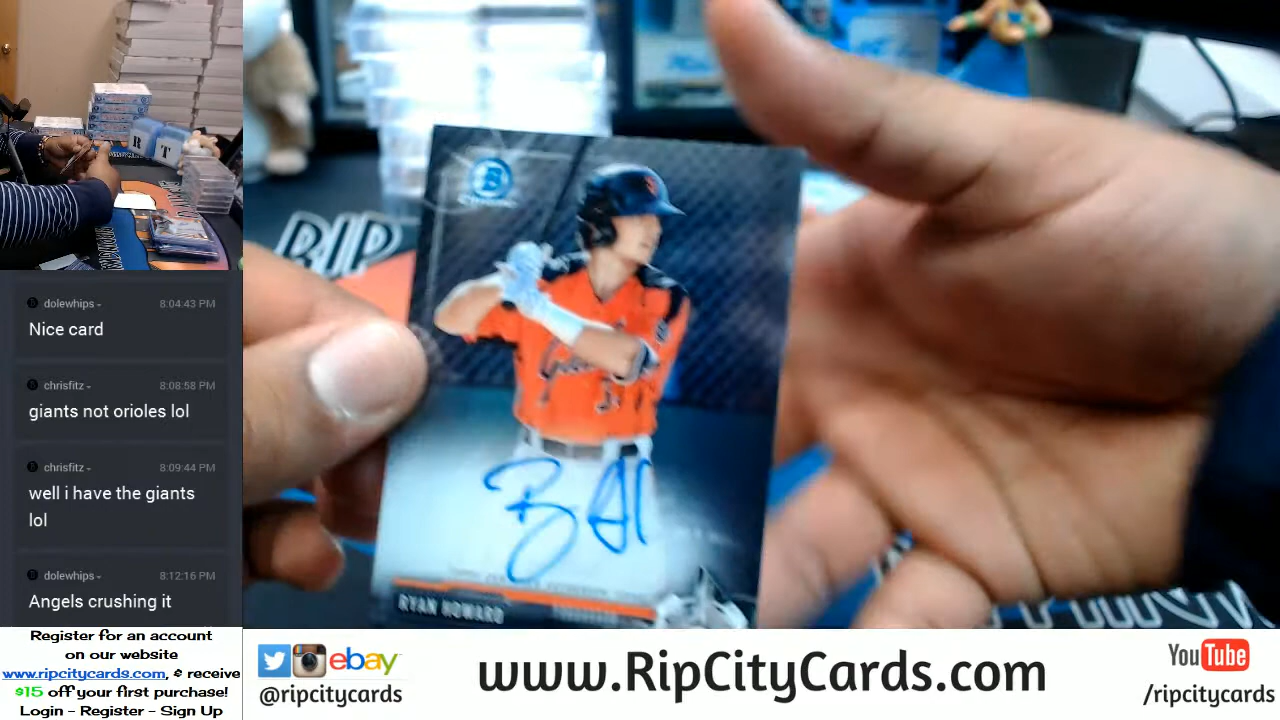 R T
dolewhips 8:04:43 PM
Nice card
chrisfitz 8:08:58 PM
giants not orioles lol
chrisfitz 8:09:44 PM
well i have the giants
lol
dolewhips 8:12:16 PM
Angels crushing it
Register for an account
on our website
www.ripcitycards.com, & receive
$15 off your first purchase!
Login - Register - Sign Up
RIP
B
RYAN HOWARD
ebay
@ripcitycards
www.RipCityCards.com
YouTube
/ripcitycards